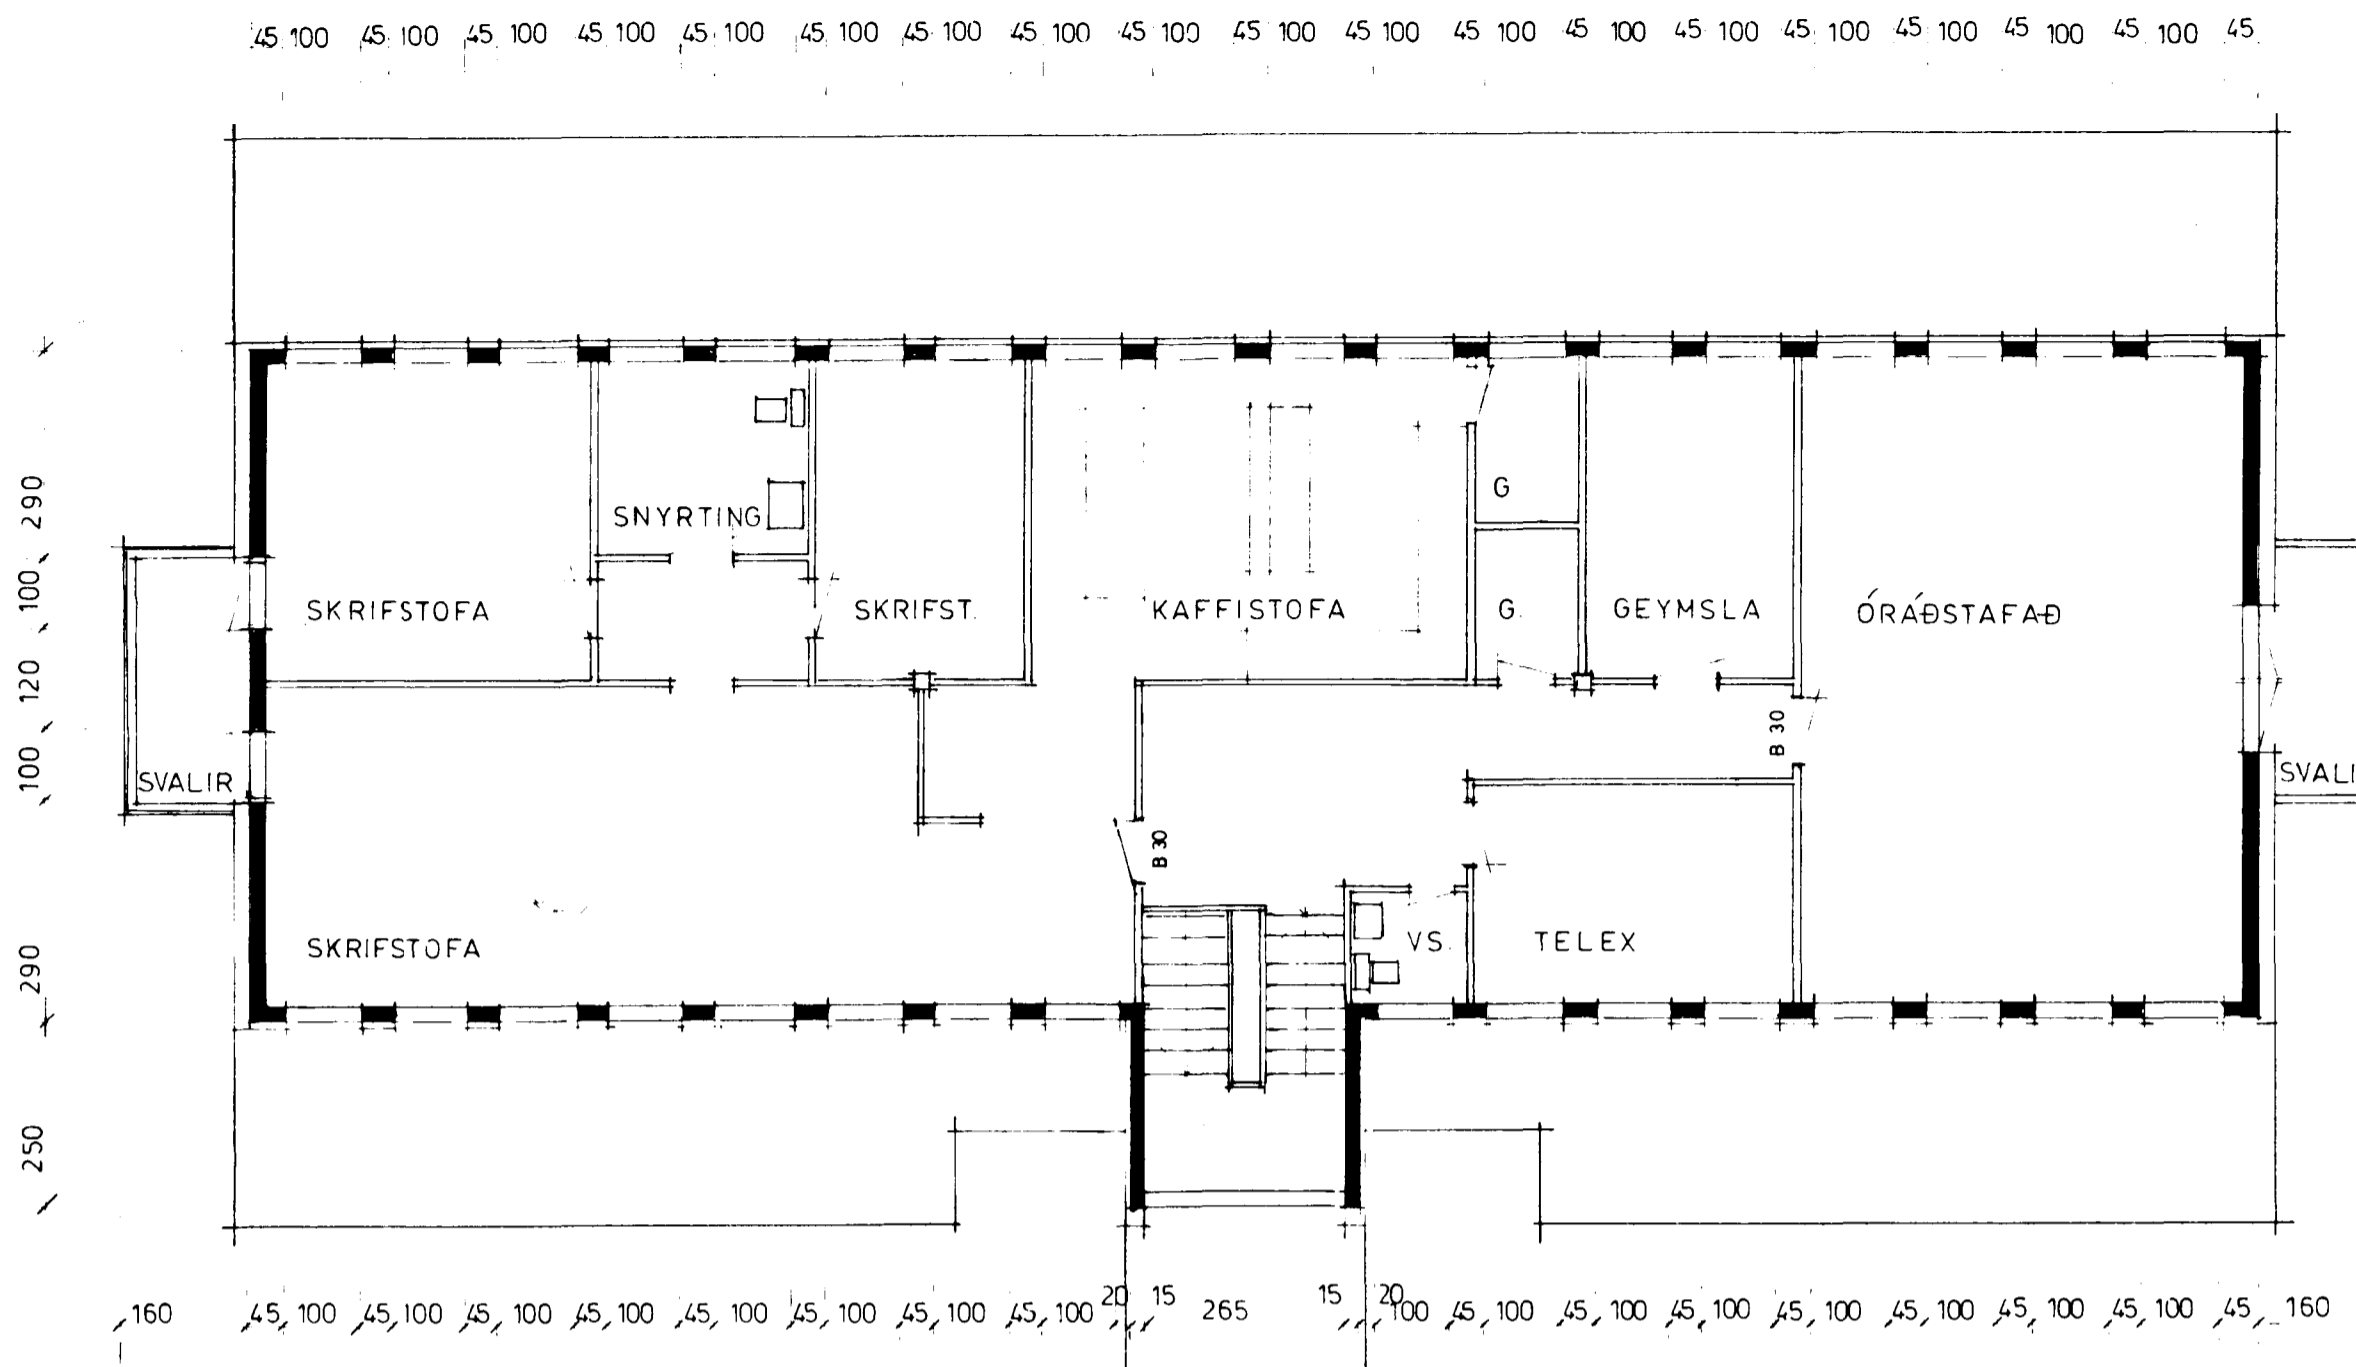 45 100 45 100 45 100 45 100 45 100 45 100 45 100 45 100 45 100 45 100 45 100 45 100 45 100 45 100 45 100 45 100 45 100 45 100 45
290
100
120
100
290
250
SNYRTING
G
SKRIFSTOFA SKRIFST. KAFFISTOFA G. GEYMSLA ÓRÁÐSTAFAÐ
B 30
SVALIR SVALI
B 30
SKRIFSTOFA VS. TELEX
160 45 100 45 100 45 100 45 100 45 100 45 100 45 100 45 100 20 15 265 15 20 100 45 100 45 100 45 100 45 100 45 100 45 100 45 100 45 160